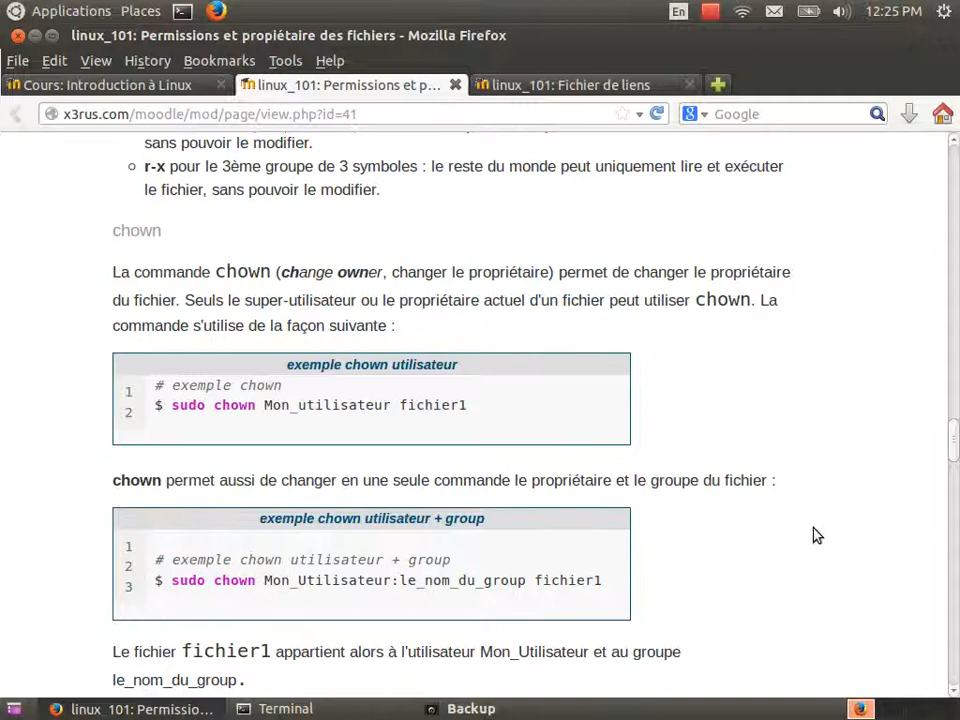 Applications Places En 12:25 PM
linux_101: Permissions et propiétaire des fichiers - Mozilla Firefox
File Edit View History Bookmarks Tools Help
Cours: Introduction à Linux linux_101: Permissions et p... linux_101: Fichier de liens
x3rus.com/moodle/mod/page/view.php?id=41 Google
sans pouvoir le modifier.
r-x pour le 3ème groupe de 3 symboles : le reste du monde peut uniquement lire et exécuter
le fichier, sans pouvoir le modifier.
chown
La commande chown (change owner, changer le propriétaire) permet de changer le propriétaire
du fichier. Seuls le super-utilisateur ou le propriétaire actuel d'un fichier peut utiliser chown. La
commande s'utilise de la façon suivante :
exemple chown utilisateur
1 # exemple chown
2 $ sudo chown Mon_utilisateur fichier1
chown permet aussi de changer en une seule commande le propriétaire et le groupe du fichier :
exemple chown utilisateur + group
1
2 # exemple chown utilisateur + group
3 $ sudo chown Mon_Utilisateur:le_nom_du_group fichier1
Le fichier fichier1 appartient alors à l'utilisateur Mon_Utilisateur et au groupe
le_nom_du_group.
linux_101: Permissio... Terminal Backup